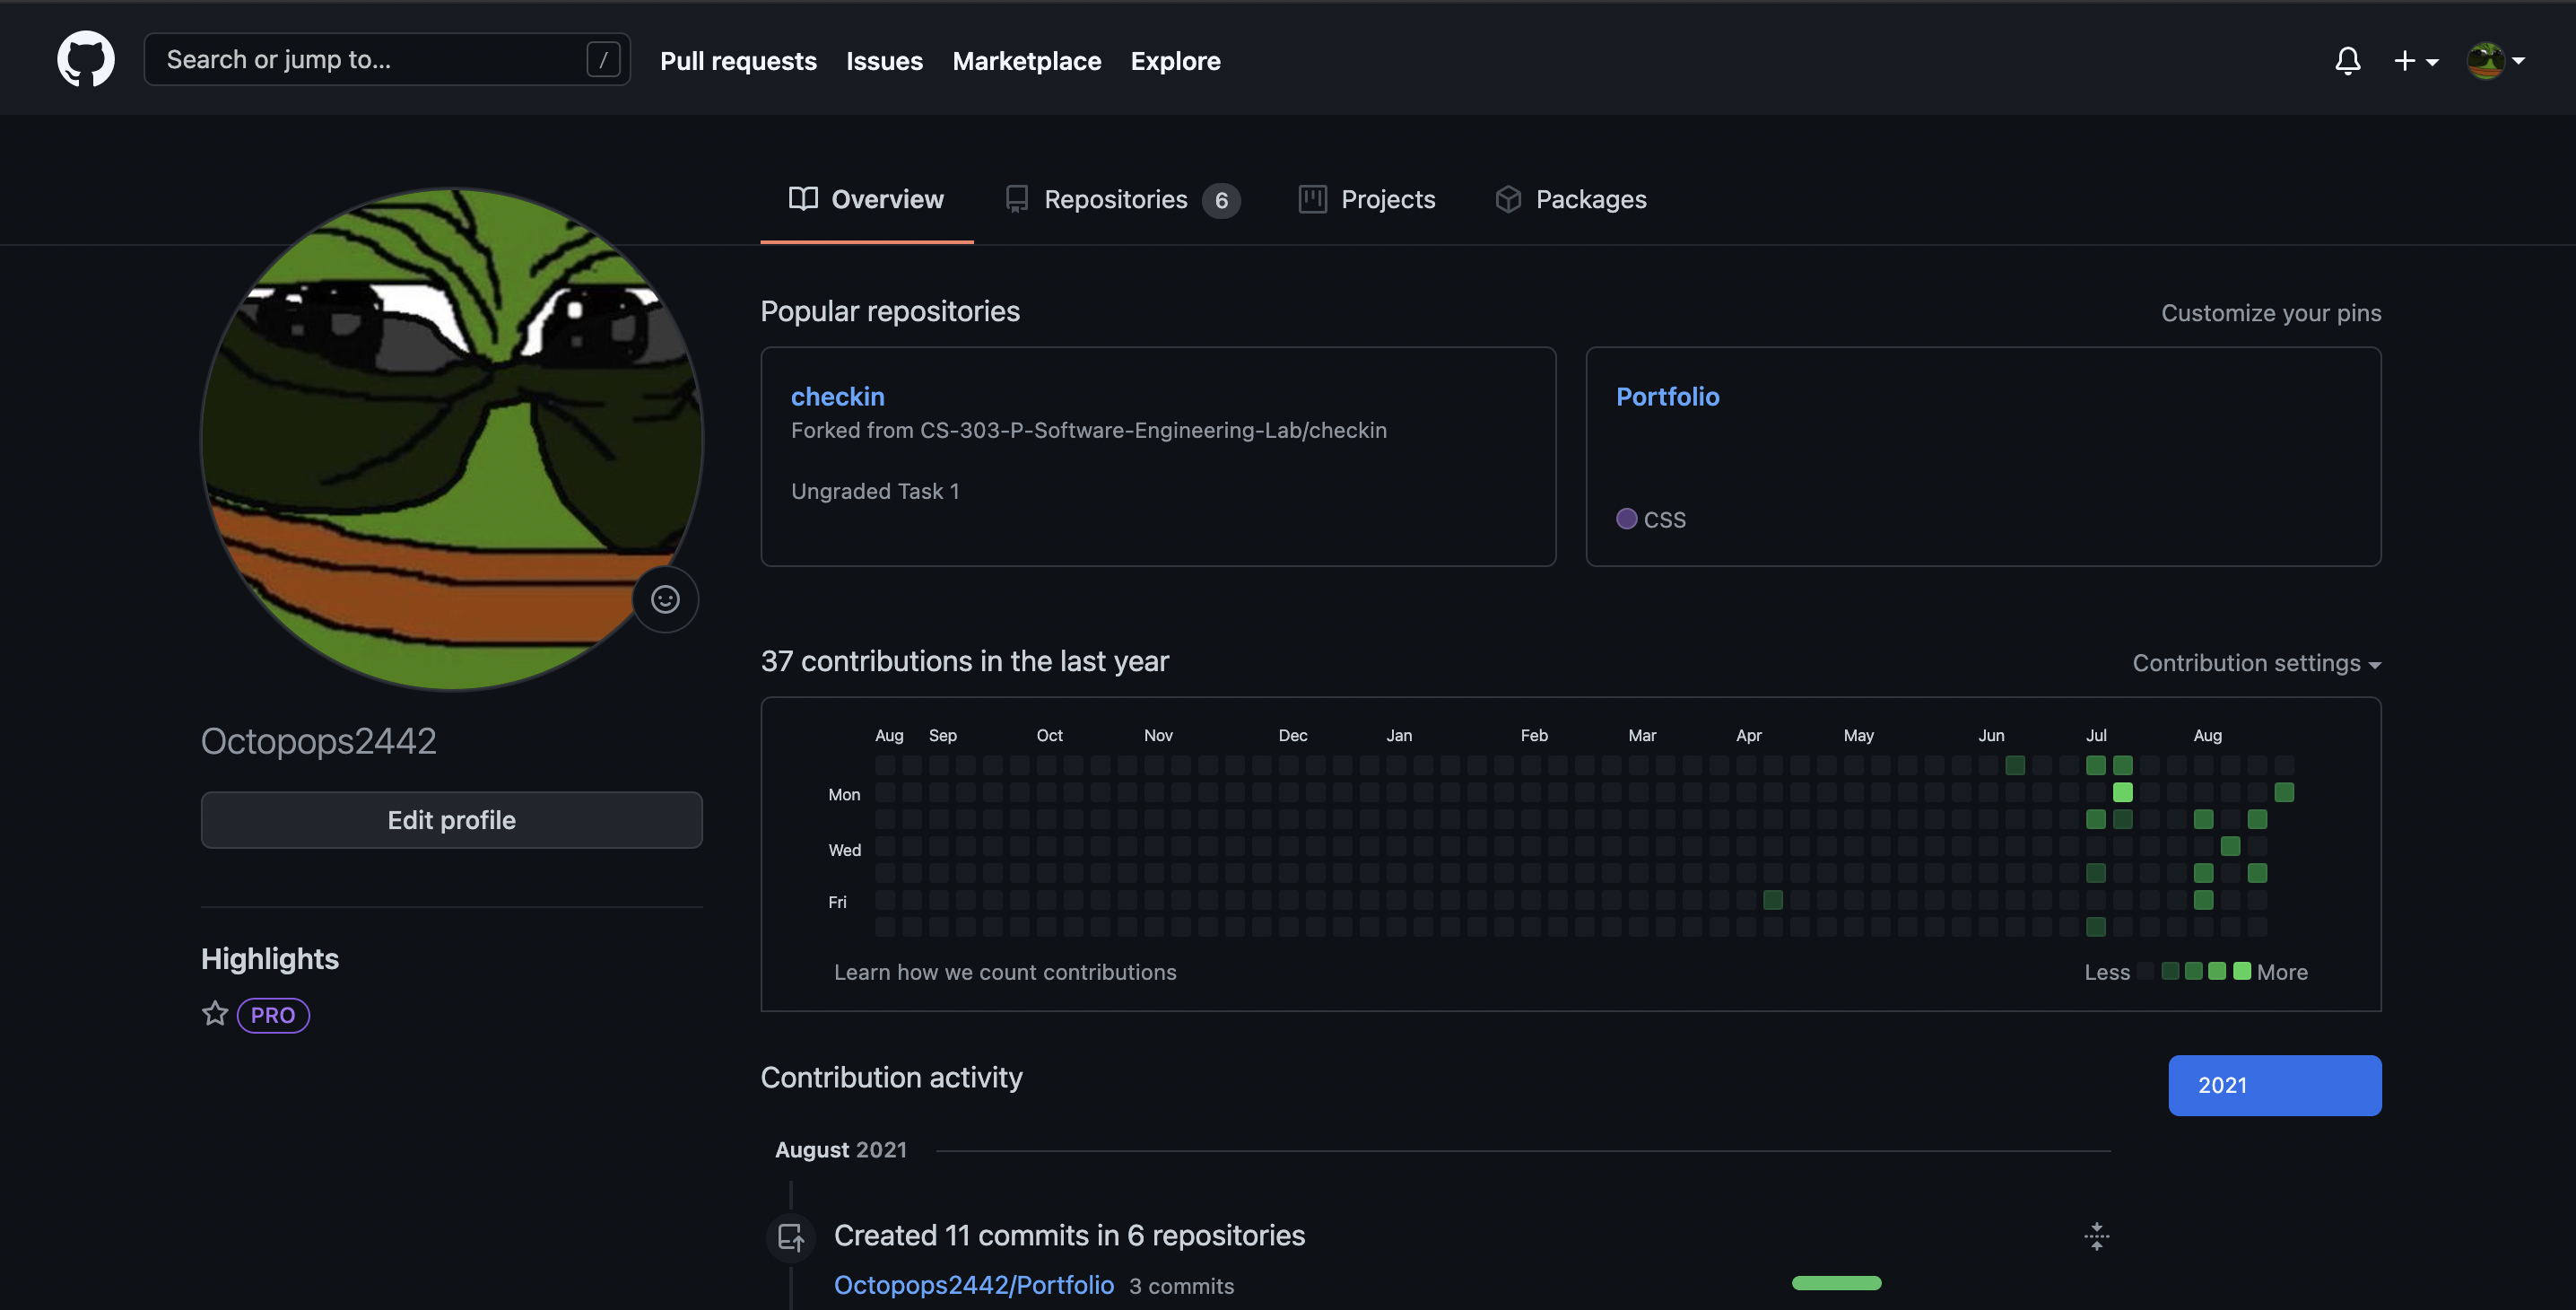 Search or jump to... /
Pull requests Issues Marketplace Explore
Overview Repositories 6 Projects Packages
Popular repositories
Customize your pins
checkin
Forked from CS-303-P-Software-Engineering-Lab/checkin
Ungraded Task 1
Portfolio
CSS
Octopops2442
Edit profile
Highlights
PRO
37 contributions in the last year
Contribution settings
Aug Sep Oct Nov Dec Jan Feb Mar Apr May Jun Jul Aug
Mon
Wed
Fri
Learn how we count contributions
Less More
Contribution activity
2021
August 2021
Created 11 commits in 6 repositories
Octopops2442/Portfolio 3 commits